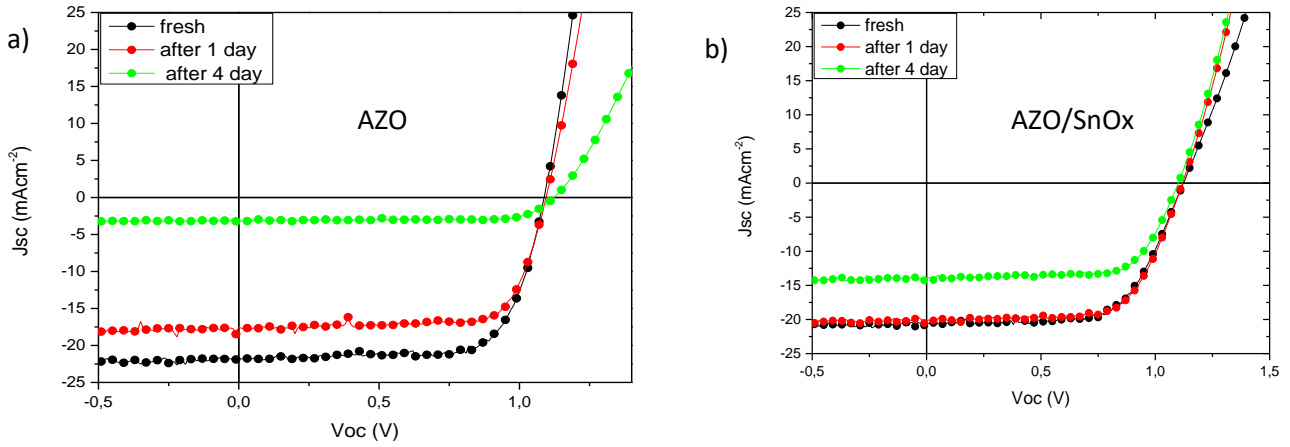 a)
fresh
after 1 day
after 4 day
AZO
25
20
15
10
5
0
-5
-10
-15
-20
-25
Jsc (mAcm-2)
-0,5
0,0
0,5
1,0
Voc (V)
b)
fresh
after 1 day
after 4 day
AZO/SnOx
25
20
15
10
5
0
-5
-10
-15
-20
-25
Jsc (mAcm-2)
-0,5
0,0
0,5
1,0
1,5
Voc (V)